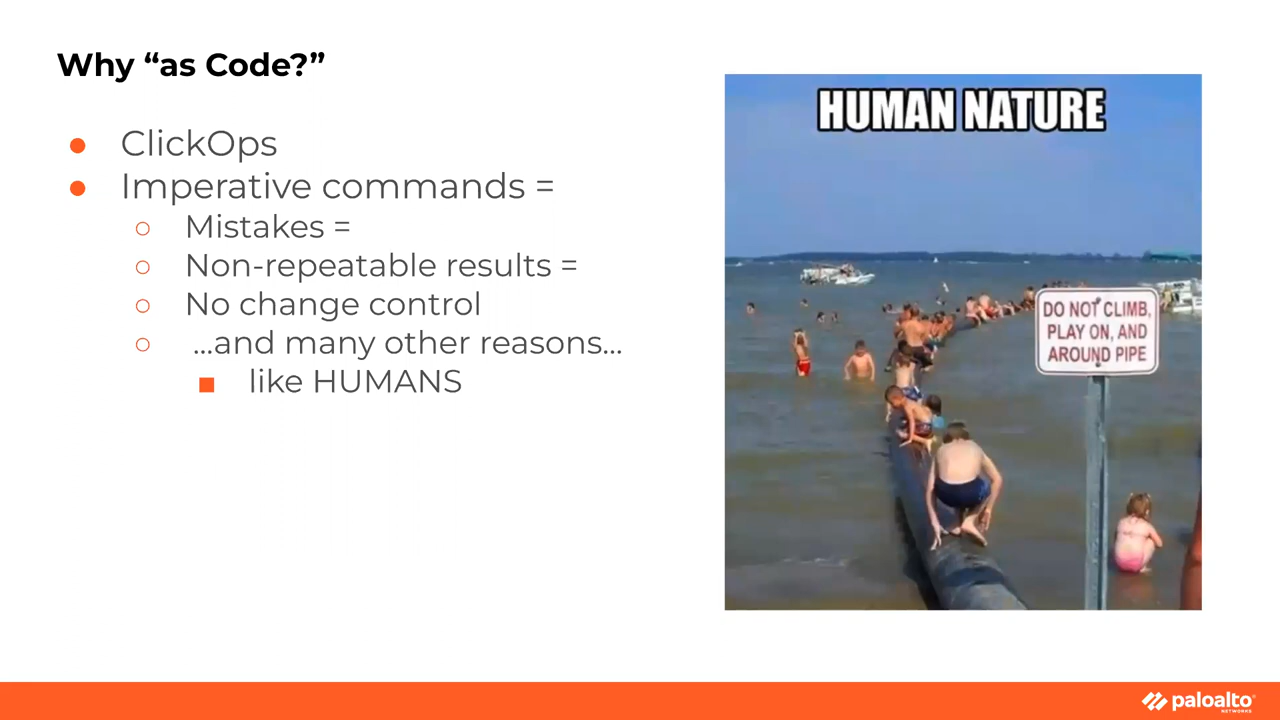 Why “as Code?”
ClickOps
Imperative commands =
Mistakes =
Non-repeatable results =
No change control
...and many other reasons...
like HUMANS
HUMAN NATURE
DO NOT CLIMB,
PLAY ON, AND
AROUND PIPE
paloalto
NETWORKS